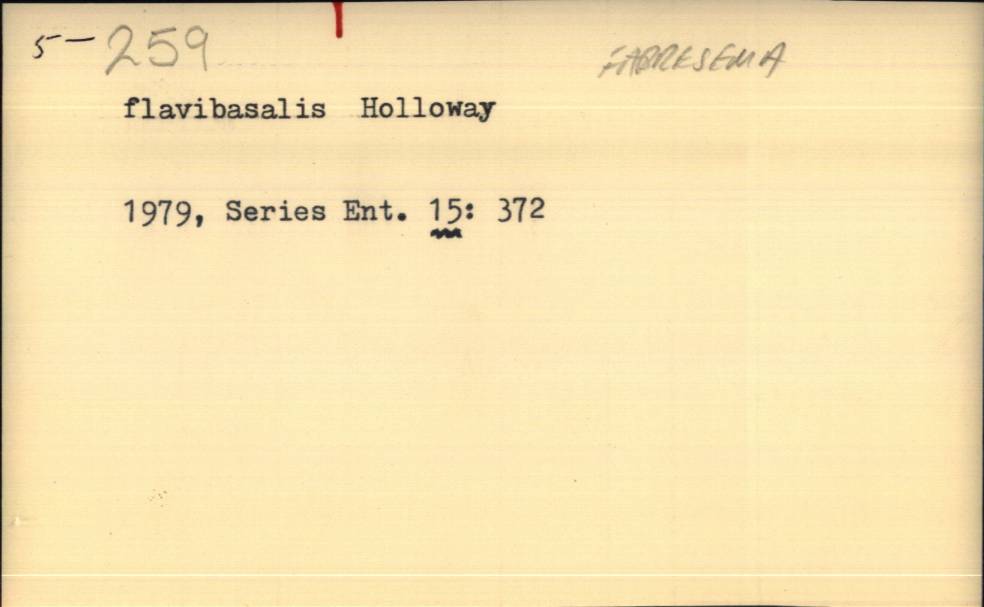 5- 259 FABRESEMA
flavibasalis Holloway
1979, Series Ent. 15: 372